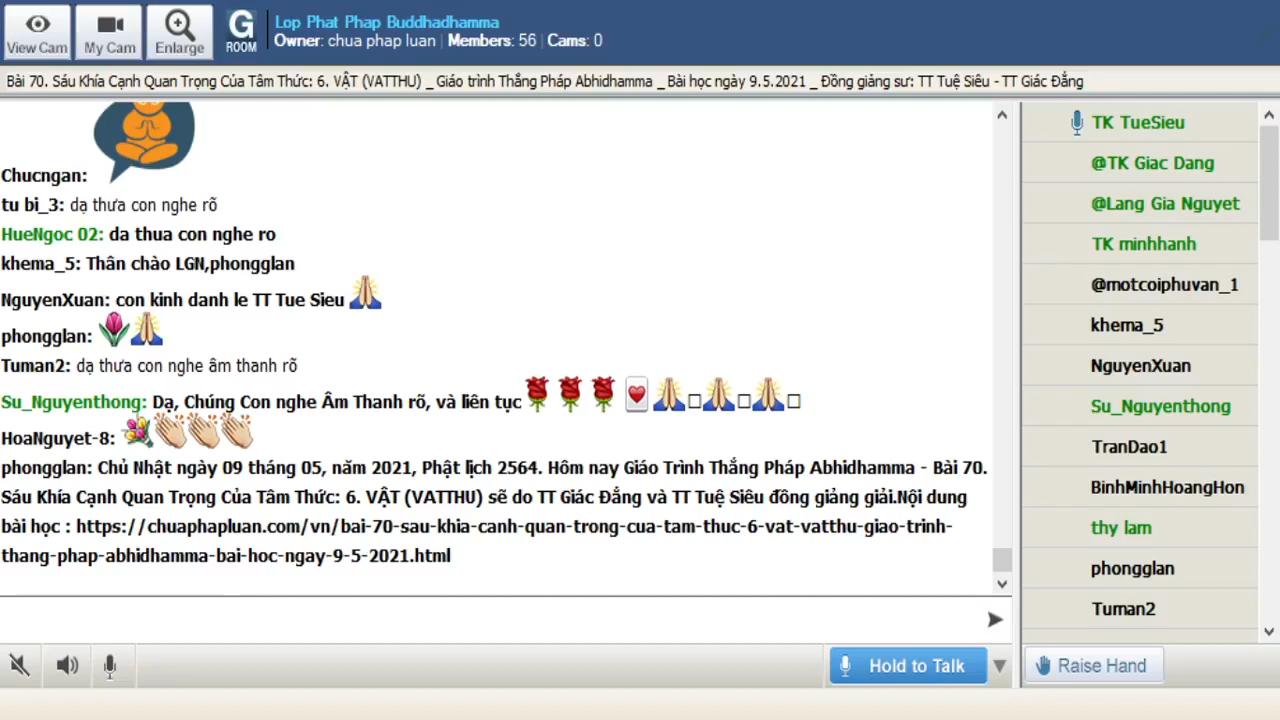 View Cam
My Cam
Enlarge
G
ROOM
Lop Phat Phap Buddhadhamma
Owner: chua phap luan | Members: 56 | Cams: 0
Bài 70. Sáu Khía Cạnh Quan Trọng Của Tâm Thức: 6. VẬT (VATTHU) _ Giáo trình Thắng Pháp Abhidhamma _ Bài học ngày 9.5.2021 _ Đồng giảng sư: TT Tuệ Siêu - TT Giác Đẳng
Chucngan:
tu bi_3: dạ thưa con nghe rõ
HueNgoc 02: da thua con nghe ro
khema_5: Thân chào LGN,phongglan
NguyenXuan: con kinh danh le TT Tue Sieu
phongglan:
Tuman2: dạ thưa con nghe âm thanh rõ
Su_Nguyenthong: Dạ, Chúng Con nghe Âm Thanh rõ, và liên tục
HoaNguyet-8:
phongglan: Chủ Nhật ngày 09 tháng 05, năm 2021, Phật lịch 2564. Hôm nay Giáo Trình Thắng Pháp Abhidhamma - Bài 70.
Sáu Khía Cạnh Quan Trọng Của Tâm Thức: 6. VẬT (VATTHU) sẽ do TT Giác Đẳng và TT Tuệ Siêu đồng giảng giải.Nội dung
bài học : https://chuaphapluan.com/vn/bai-70-sau-khia-canh-quan-trong-cua-tam-thuc-6-vat-vatthu-giao-trinh-
thang-phap-abhidhamma-bai-hoc-ngay-9-5-2021.html
TK TueSieu
@TK Giac Dang
@Lang Gia Nguyet
TK minhhanh
@motcoiphuvan_1
khema_5
NguyenXuan
Su_Nguyenthong
TranDao1
BinhMinhHoangHon
thy lam
phongglan
Tuman2
Hold to Talk
Raise Hand